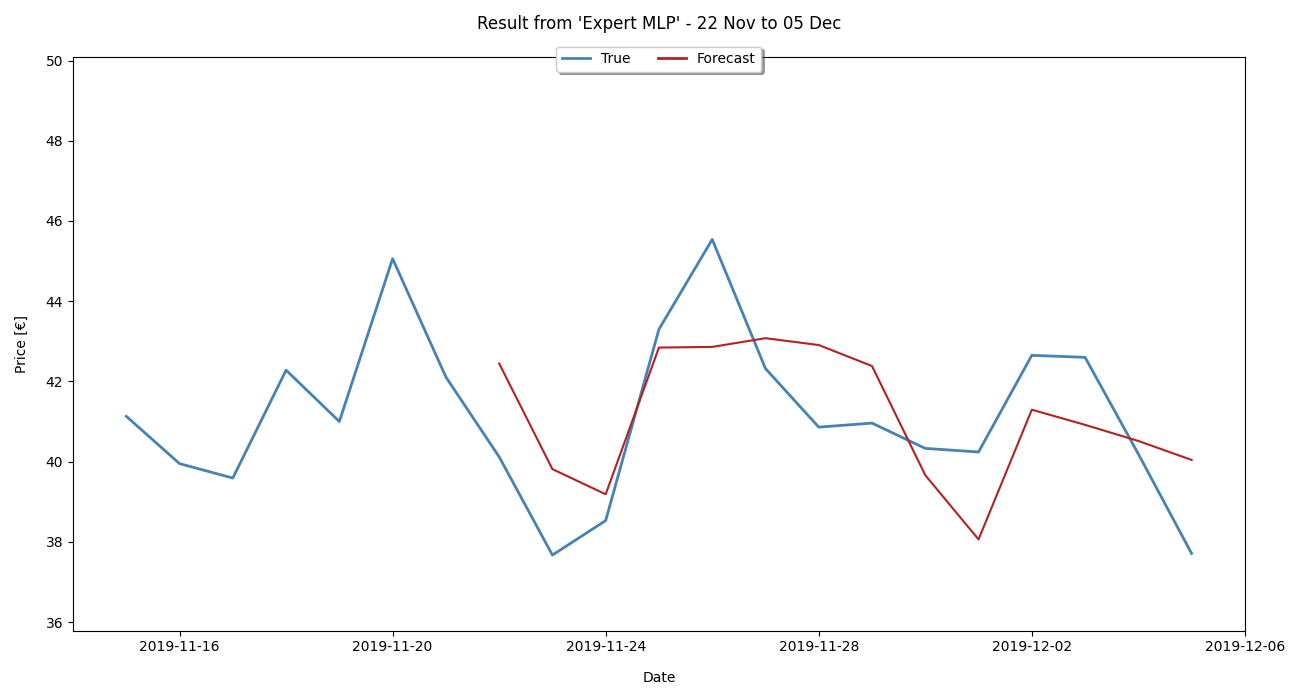 Result from 'Expert MLP' - 22 Nov to 05 Dec
True
Forecast
50
48
46
44
42
40
38
36
Price [€]
2019-11-16
2019-11-20
2019-11-24
2019-11-28
2019-12-02
2019-12-06
Date